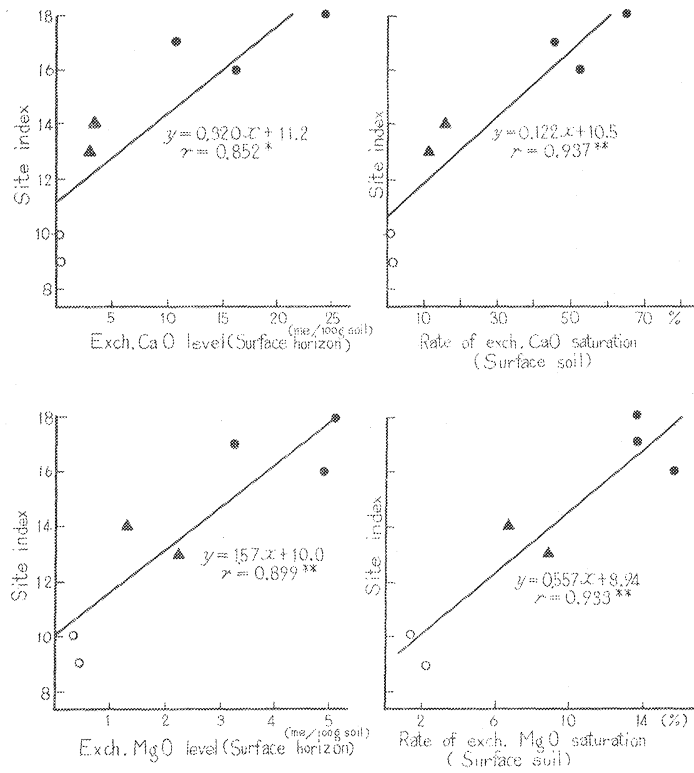 18
16
14
12
10
8
Site index
y = 0.920x + 11.2
r = 0.852*
5
10
15
20
25
(me/100g soil)
Exch. CaO level (Surface horizon)
Site index
y = 0.122x + 10.5
r = 0.937**
10
30
50
70
%
Rate of exch. CaO saturation
(Surface soil)
18
16
14
12
10
8
Site index
y = 1.57x + 10.0
r = 0.899**
1
2
3
4
5
(me/100g soil)
Exch. MgO level (Surface horizon)
Site index
y = 0.557x + 8.94
r = 0.933**
2
6
10
14
(%)
Rate of exch. MgO saturation
(Surface soil)